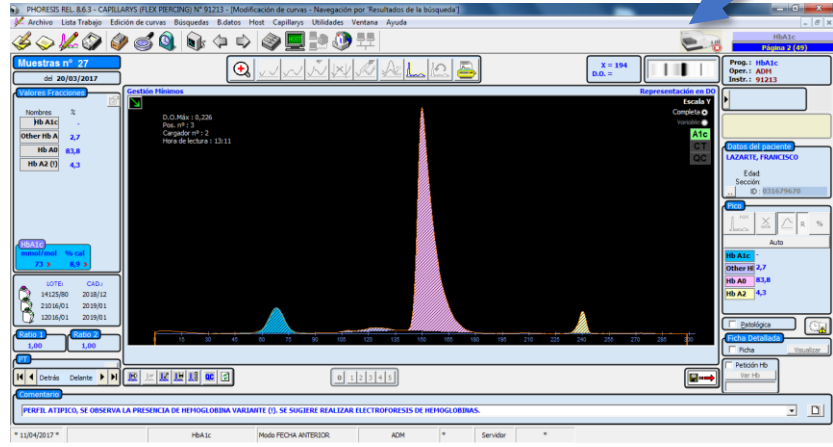 PHORESIS REL. 8.6.3 - CAPILLARYS (FLEX PIERCING) N° 91213 - [Modificación de curvas - Navegación por 'Resultados de la búsqueda']
Archivo Lista Trabajo Edición de curvas Búsquedas B.datos Host Capillarys Utilidades Ventana Ayuda
HbA1c
Página 2 (49)
Muestras n° 27
del 20/03/2017
X = 194
D.O. =
Prog.: HbA1c
Oper.: ADM
Instr.: 91213
Valores Fracciones
Nombres %
Hb A1c -
Other Hb A 2,7
Hb A0 83,8
Hb A2 (!) 4,3
HbA1c
mmol/mol % cal
73 > 8,9 >
LOTE: CAD.:
14125/80 2018/12
21016/01 2019/01
12016/01 2019/01
Ratio 1 Ratio 2
1,00 1,00
PT
Detrás Delante
Gestión Mínimos
Representación en DO
Escala Y
Completa
Variable
A1c
CT
QC
D.O.Máx : 0,226
Pos. n° : 3
Cargador n° : 2
Hora de lectura : 13:11
15 30 45 60 75 90 105 120 135 150 165 180 195 210 225 240 255 270 285 300
QC
0 1 2 3 4 5
Datos del paciente
LAZARTE, FRANCISCO
Edad
Sección
.. ID : 031679670
Pico
R %
Auto
Hb A1c -
Other H 2,7
Hb A0 83,8
Hb A2 4,3
Patológica
Ficha Detallada
Ficha Visualizar
Petición Hb
Ver Hb
Comentario
PERFIL ATIPICO, SE OBSERVA LA PRESENCIA DE HEMOGLOBINA VARIANTE (!). SE SUGIERE REALIZAR ELECTROFORESIS DE HEMOGLOBINAS.
* 11/04/2017 * HbA1c Modo FECHA ANTERIOR ADM * Servidor *